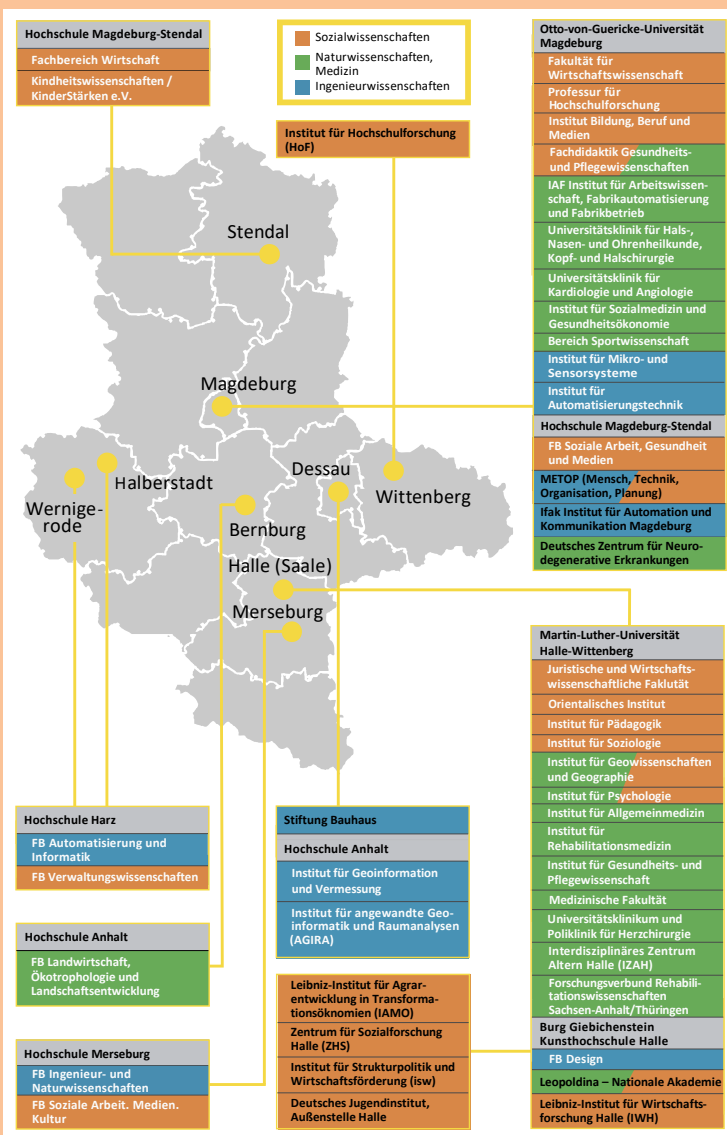 Hochschule Magdeburg-Stendal
Fachbereich Wirtschaft
Kindheitswissenschaften /
KinderStärken e.V.
Sozialwissenschaften
Naturwissenschaften,
Medizin
Ingenieurwissenschaften
Institut für Hochschulforschung
(HoF)
Otto-von-Guericke-Universität
Magdeburg
Fakultät für
Wirtschaftswissenschaft
Professur für
Hochschulforschung
Institut Bildung, Beruf und
Medien
Fachdidaktik Gesundheits-
und Pflegewissenschaften
IAF Institut für Arbeitswissen-
schaft, Fabrikautomatisierung
und Fabrikbetrieb
Universitätsklinik für Hals-,
Nasen- und Ohrenheilkunde,
Kopf- und Halschirurgie
Universitätsklinik für
Kardiologie und Angiologie
Institut für Sozialmedizin und
Gesundheitsökonomie
Bereich Sportwissenschaft
Institut für Mikro- und
Sensorsysteme
Institut für
Automatisierungstechnik
Hochschule Magdeburg-Stendal
FB Soziale Arbeit, Gesundheit
und Medien
METOP (Mensch, Technik,
Organisation, Planung)
Ifak Institut für Automation und
Kommunikation Magdeburg
Deutsches Zentrum für Neuro-
degenerative Erkrankungen
Stendal
Magdeburg
Halberstadt
Wernige-
rode
Bernburg
Dessau
Wittenberg
Halle (Saale)
Merseburg
Martin-Luther-Universität
Halle-Wittenberg
Juristische und Wirtschafts-
wissenschaftliche Faklutät
Orientalisches Institut
Institut für Pädagogik
Institut für Soziologie
Institut für Geowissenschaften
und Geographie
Institut für Psychologie
Institut für Allgemeinmedizin
Institut für
Rehabilitationsmedizin
Institut für Gesundheits- und
Pflegewissenschaft
Medizinische Fakultät
Universitätsklinikum und
Poliklinik für Herzchirurgie
Interdisziplinäres Zentrum
Altern Halle (IZAH)
Forschungsverbund Rehabili-
tationswissenschaften
Sachsen-Anhalt/Thüringen
Burg Giebichenstein
Kunsthochschule Halle
FB Design
Leopoldina – Nationale Akademie
Leibniz-Institut für Wirtschafts-
forschung Halle (IWH)
Hochschule Harz
FB Automatisierung und
Informatik
FB Verwaltungswissenschaften
Hochschule Anhalt
FB Landwirtschaft,
Ökotrophologie und
Landschaftsentwicklung
Hochschule Merseburg
FB Ingenieur- und
Naturwissenschaften
FB Soziale Arbeit. Medien.
Kultur
Stiftung Bauhaus
Hochschule Anhalt
Institut für Geoinformation
und Vermessung
Institut für angewandte Geo-
informatik und Raumanalysen
(AGIRA)
Leibniz-Institut für Agrar-
entwicklung in Transforma-
tionsöknomien (IAMO)
Zentrum für Sozialforschung
Halle (ZHS)
Institut für Strukturpolitik und
Wirtschaftsförderung (isw)
Deutsches Jugendinstitut,
Außenstelle Halle